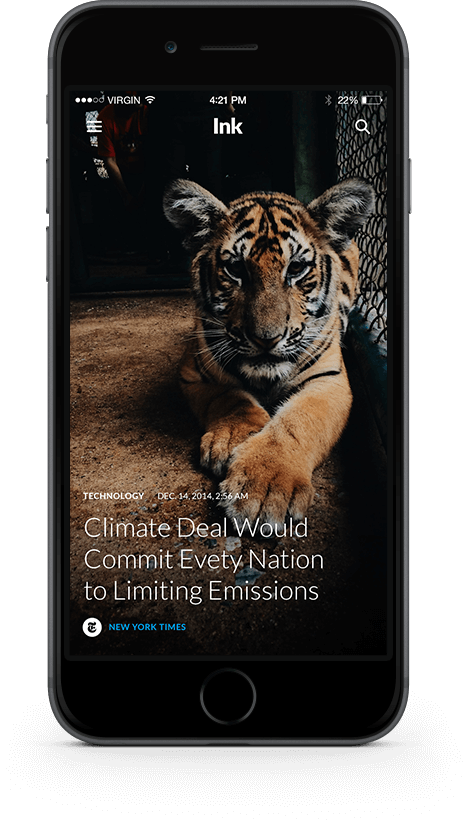 VIRGIN 4:21 PM 22%
Ink
TECHNOLOGY DEC. 14, 2014, 2:56 AM
Climate Deal Would
Commit Evety Nation
to Limiting Emissions
NEW YORK TIMES